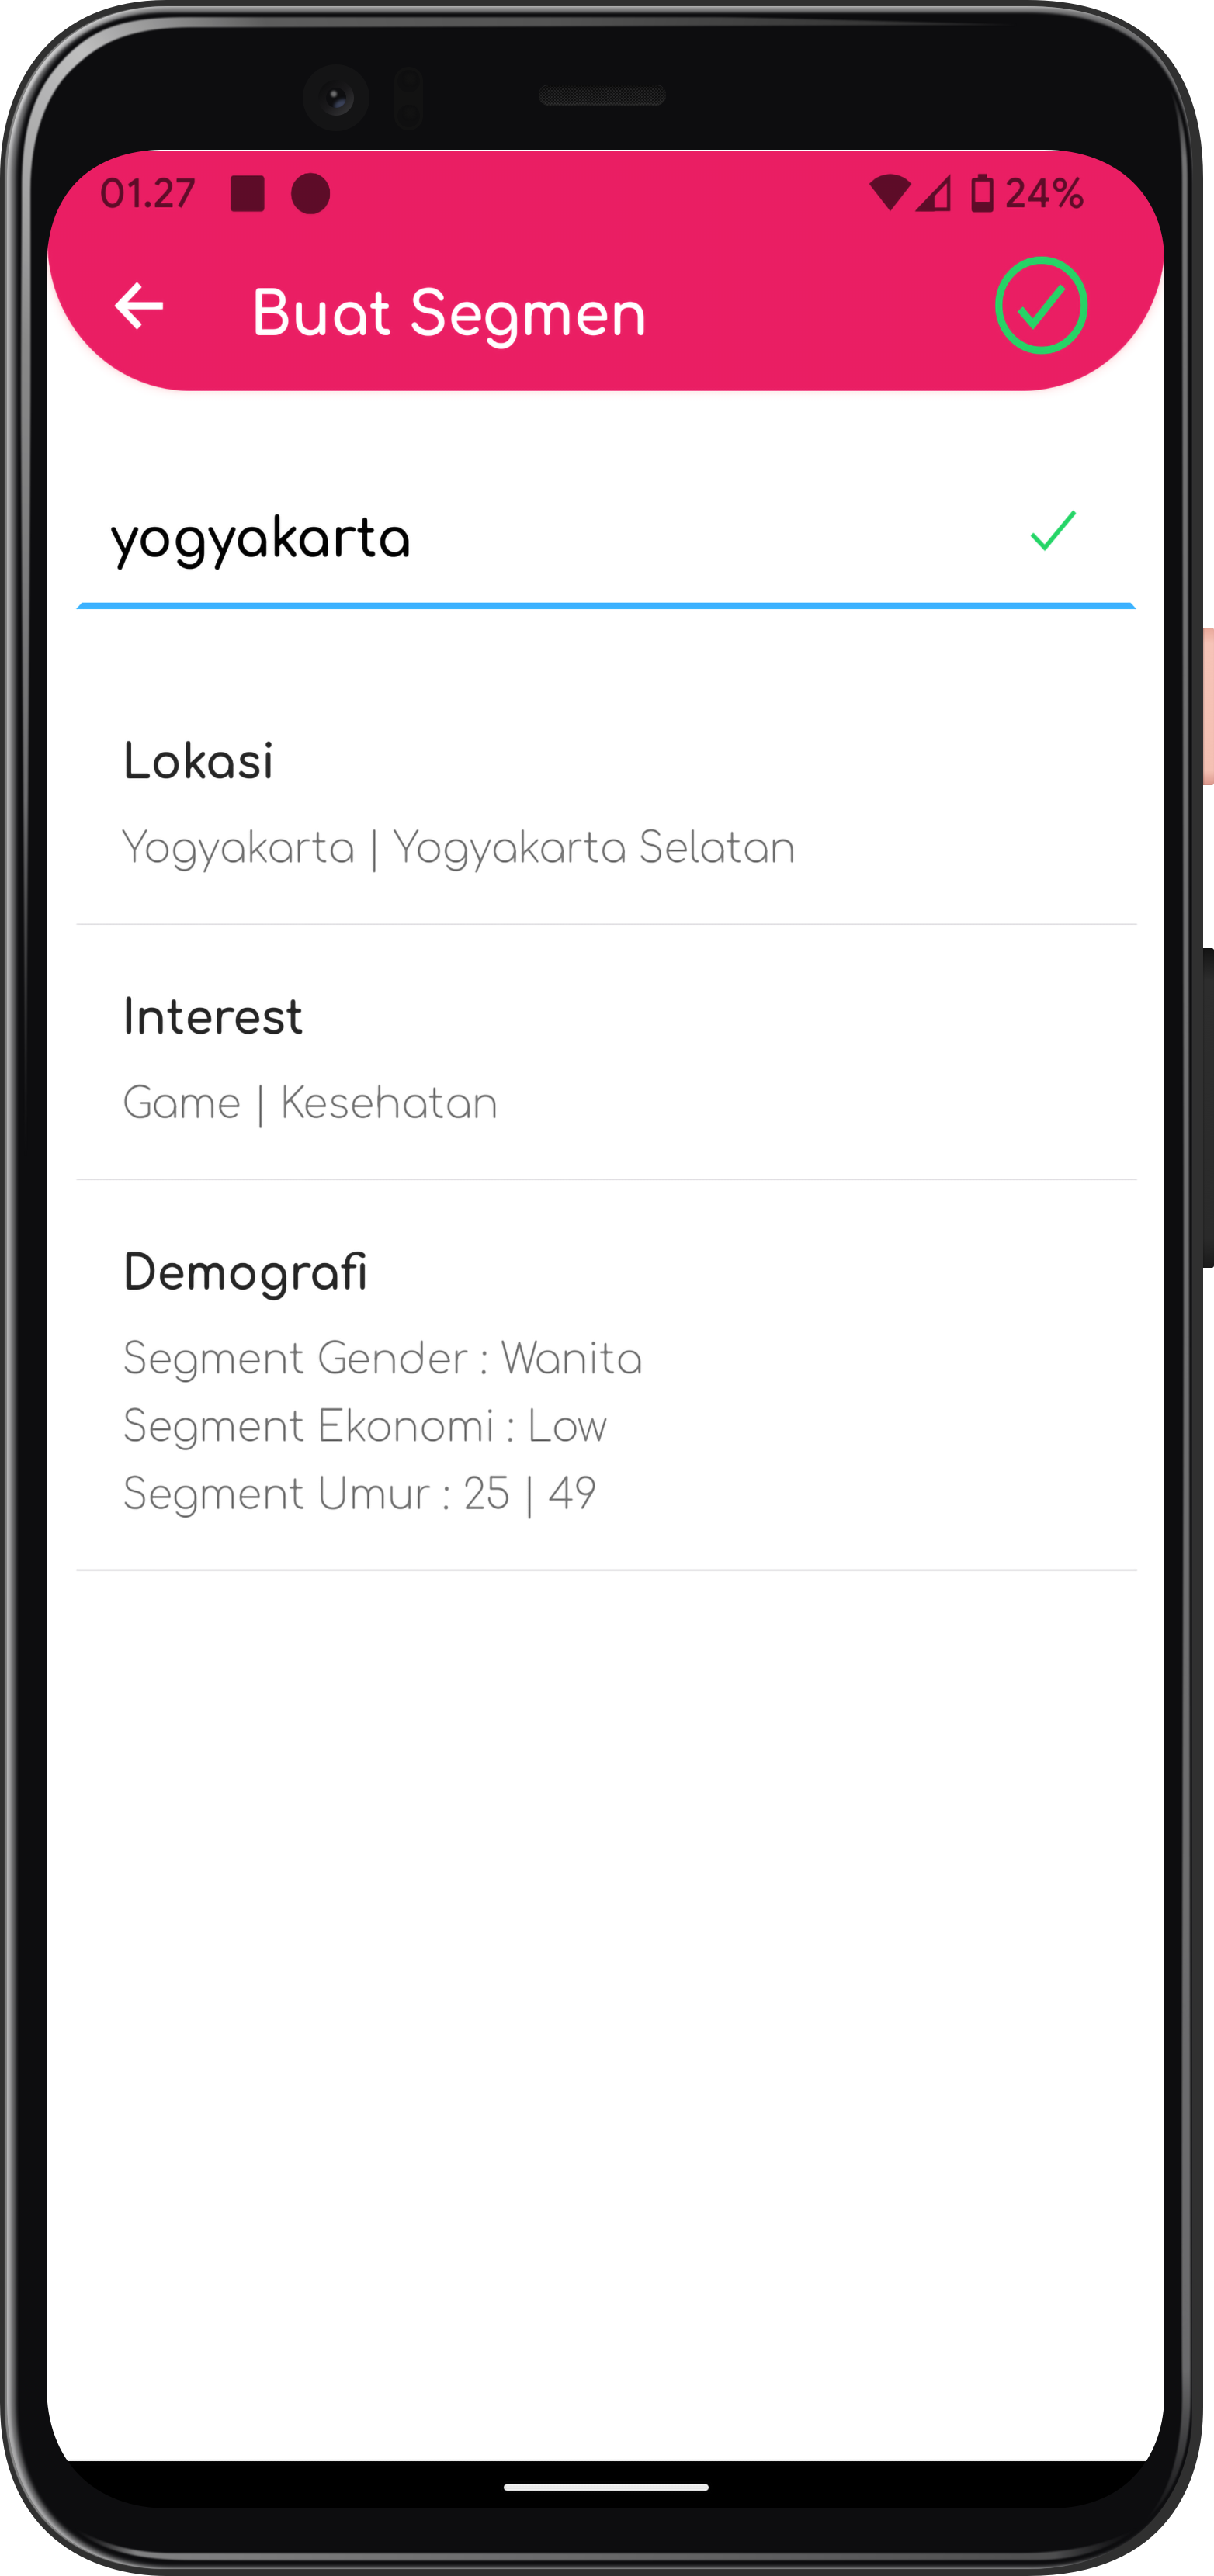 01.27 24%
Buat Segmen
yogyakarta
Lokasi
Yogyakarta | Yogyakarta Selatan
Interest
Game | Kesehatan
Demografi
Segment Gender : Wanita
Segment Ekonomi : Low
Segment Umur : 25 | 49